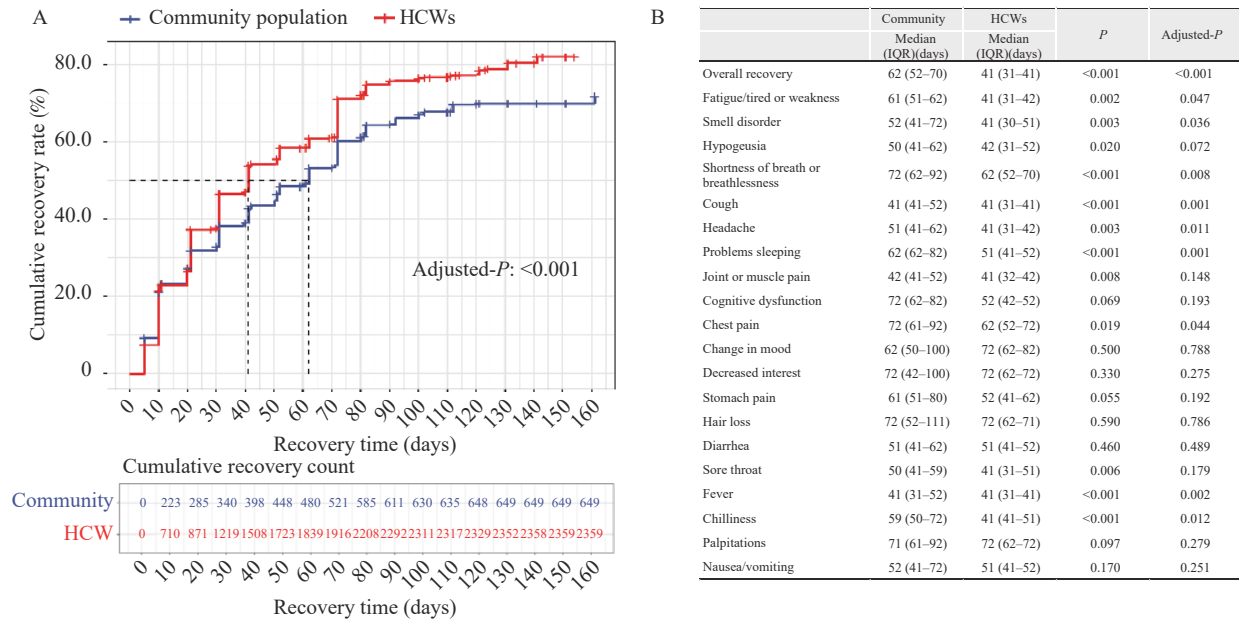 A
Community population
HCWs
Cumulative recovery rate (%)
80.0
60.0
40.0
20.0
0
Adjusted-P: <0.001
0 10 20 30 40 50 60 70 80 90 100 110 120 130 140 150 160
Recovery time (days)
Cumulative recovery count
Community 0 223 285 340 398 448 480 521 585 611 630 635 648 649 649 649 649
HCW 0 710 871 1219 1508 1723 1839 1916 2208 2292 2311 2317 2329 2352 2358 2359 2359
0 10 20 30 40 50 60 70 80 90 100 110 120 130 140 150 160
Recovery time (days)
B
Community HCWs P Adjusted-P
Median Median
(IQR)(days) (IQR)(days)
Overall recovery 62 (52–70) 41 (31–41) <0.001 <0.001
Fatigue/tired or weakness 61 (51–62) 41 (31–42) 0.002 0.047
Smell disorder 52 (41–72) 41 (30–51) 0.003 0.036
Hypogeusia 50 (41–62) 42 (31–52) 0.020 0.072
Shortness of breath or
breathlessness 72 (62–92) 62 (52–70) <0.001 0.008
Cough 41 (41–52) 41 (31–41) <0.001 0.001
Headache 51 (41–62) 41 (31–42) 0.003 0.011
Problems sleeping 62 (62–82) 51 (41–52) <0.001 0.001
Joint or muscle pain 42 (41–52) 41 (32–42) 0.008 0.148
Cognitive dysfunction 72 (62–82) 52 (42–52) 0.069 0.193
Chest pain 72 (61–92) 62 (52–72) 0.019 0.044
Change in mood 62 (50–100) 72 (62–82) 0.500 0.788
Decreased interest 72 (42–100) 72 (62–72) 0.330 0.275
Stomach pain 61 (51–80) 52 (41–62) 0.055 0.192
Hair loss 72 (52–111) 72 (62–71) 0.590 0.786
Diarrhea 51 (41–62) 51 (41–52) 0.460 0.489
Sore throat 50 (41–59) 41 (31–51) 0.006 0.179
Fever 41 (31–52) 41 (31–41) <0.001 0.002
Chilliness 59 (50–72) 41 (41–51) <0.001 0.012
Palpitations 71 (61–92) 72 (62–72) 0.097 0.279
Nausea/vomiting 52 (41–72) 51 (41–52) 0.170 0.251